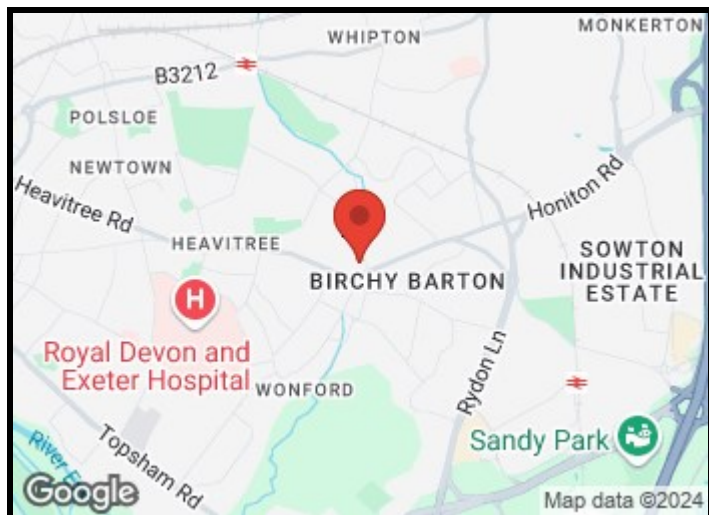 MONKERTON
WHIPTON
B3212
POLSLOE
NEWTOWN
Heavitree Rd
Honiton Rd
HEAVITREE
SOWTON
INDUSTRIAL
ESTATE
BIRCHY BARTON
H
Royal Devon and
Exeter Hospital
Rydon Ln
WONFORD
Topsham Rd
Sandy Park
River E
Google
Map data ©2024